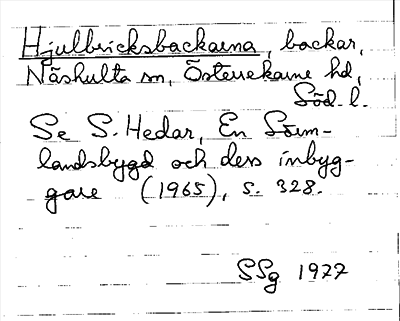 Hjulbricksbackarna, backar,
Näshulta sn, Österrekarne hd,
Söd. l.
Se S. Hedar, En Sörm-
landsbygd och dess inbyg-
gare (1965), s. 328.
SSg 1977